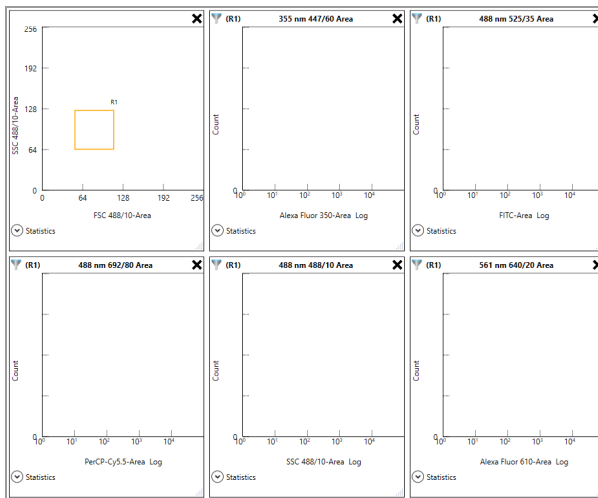 256
192
128
64
0
SSC 488/10-Area
R1
0 64 128 192 256
FSC 488/10-Area
Statistics
(R1) 355 nm 447/60 Area
Count
0
10⁰ 10¹ 10² 10³ 10⁴
Alexa Fluor 350-Area Log
Statistics
(R1) 488 nm 525/35 Area
Count
0
10⁰ 10¹ 10² 10³ 10⁴
FITC-Area Log
Statistics
(R1) 488 nm 692/80 Area
Count
0
10⁰ 10¹ 10² 10³ 10⁴
PerCP-Cy5.5-Area Log
Statistics
(R1) 488 nm 488/10 Area
Count
0
10⁰ 10¹ 10² 10³ 10⁴
SSC 488/10-Area Log
Statistics
(R1) 561 nm 640/20 Area
Count
0
10⁰ 10¹ 10² 10³ 10⁴
Alexa Fluor 610-Area Log
Statistics